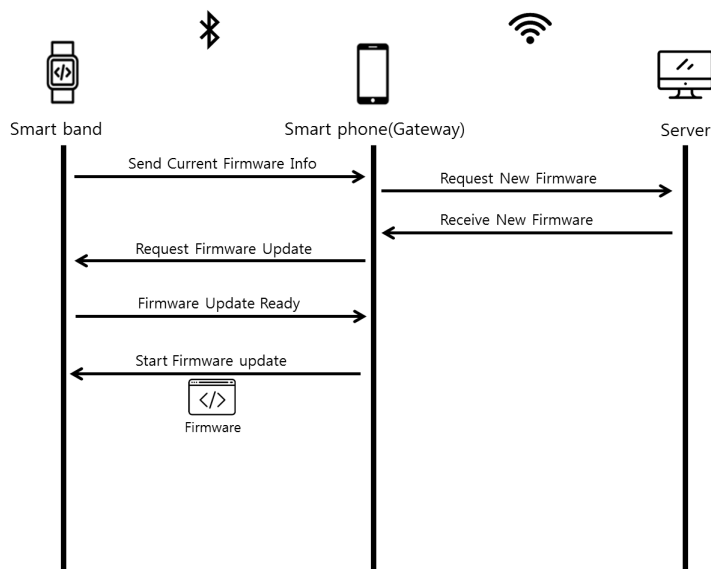 Smart band
Smart phone(Gateway)
Server
Send Current Firmware Info
Request New Firmware
Receive New Firmware
Request Firmware Update
Firmware Update Ready
Start Firmware update
</>
Firmware